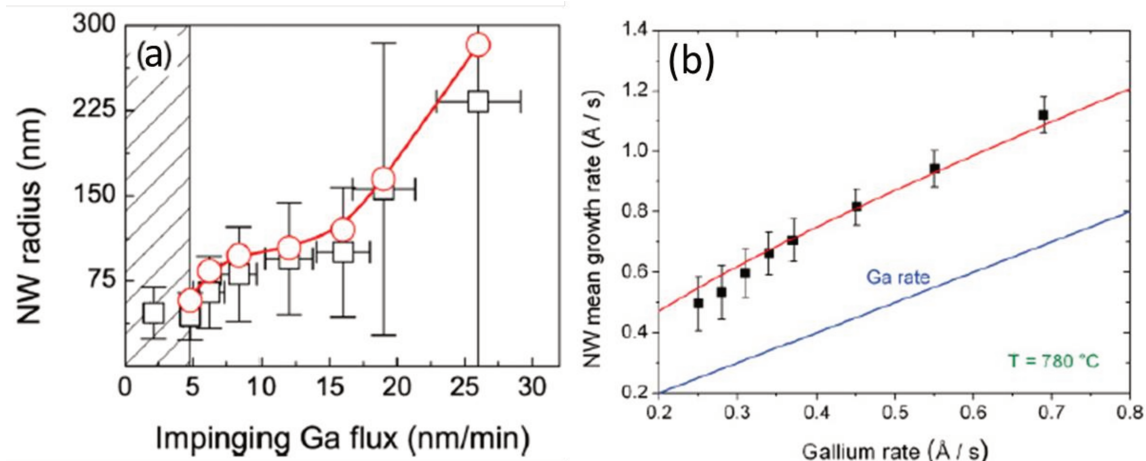 (a)
300
225
150
75
NW radius (nm)
0 5 10 15 20 25 30
Impinging Ga flux (nm/min)
(b)
1.2
1.0
0.8
0.6
0.4
0.2
NW mean growth rate (Å / s)
Ga rate
T = 780 °C
0.2 0.3 0.4 0.5 0.6 0.7 0.8
Gallium rate (Å / s)